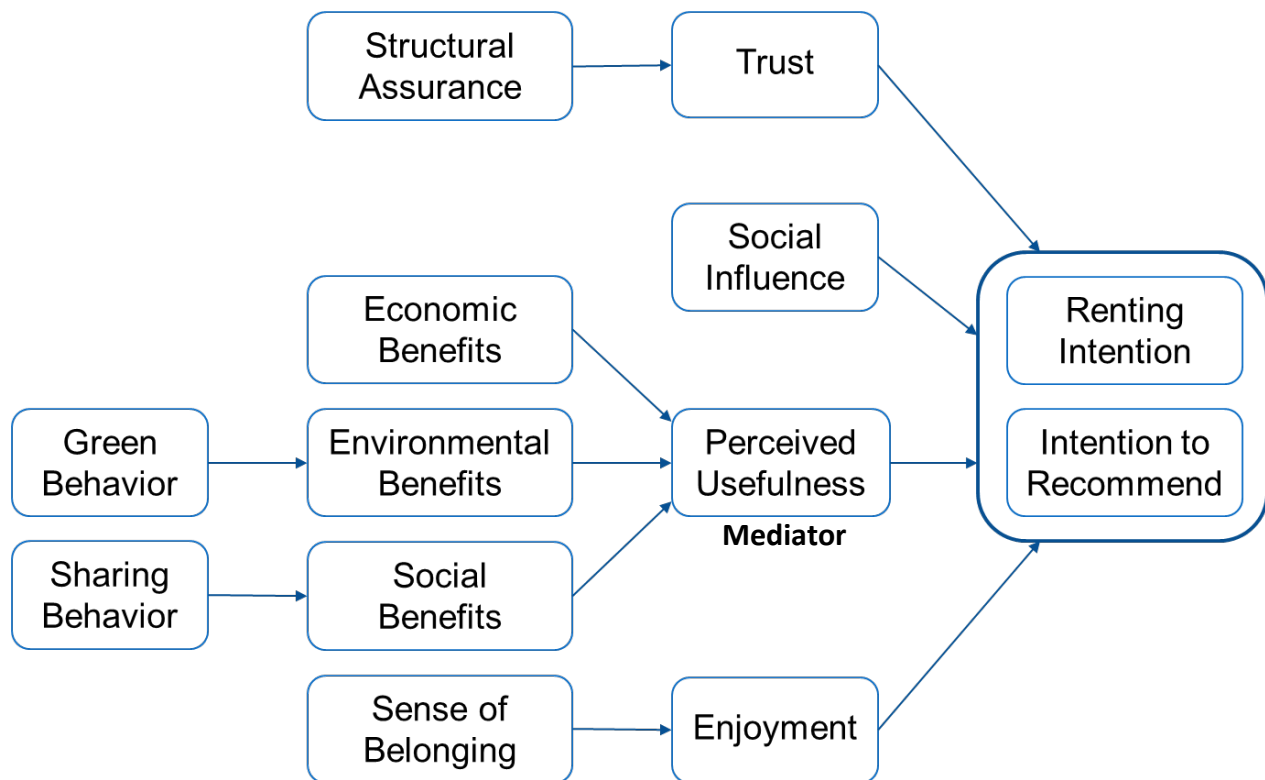 Structural
Assurance
Trust
Social
Influence
Economic
Benefits
Renting
Intention
Green
Behavior
Environmental
Benefits
Perceived
Usefulness
Mediator
Intention to
Recommend
Sharing
Behavior
Social
Benefits
Sense of
Belonging
Enjoyment